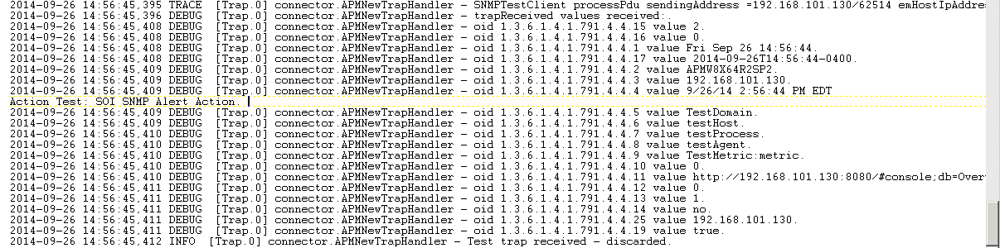 2014-09-26 14:56:45,395 TRACE [Trap.0] connector.APMNewTrapHandler - SNMPTestClient processPdu sendingAddress =192.168.101.130/62514 emHostIpAddre
2014-09-26 14:56:45,396 DEBUG [Trap.0] connector.APMNewTrapHandler - trapReceived values received:.
2014-09-26 14:56:45,408 DEBUG [Trap.0] connector.APMNewTrapHandler - oid 1.3.6.1.4.1.791.4.4.15 value 2.
2014-09-26 14:56:45,408 DEBUG [Trap.0] connector.APMNewTrapHandler - oid 1.3.6.1.4.1.791.4.4.16 value 0.
2014-09-26 14:56:45,408 DEBUG [Trap.0] connector.APMNewTrapHandler - oid 1.3.6.1.4.1.791.4.4.1 value Fri Sep 26 14:56:44.
2014-09-26 14:56:45,408 DEBUG [Trap.0] connector.APMNewTrapHandler - oid 1.3.6.1.4.1.791.4.4.17 value 2014-09-26T14:56:44-0400.
2014-09-26 14:56:45,409 DEBUG [Trap.0] connector.APMNewTrapHandler - oid 1.3.6.1.4.1.791.4.4.2 value APMW8X64R2SP2.
2014-09-26 14:56:45,409 DEBUG [Trap.0] connector.APMNewTrapHandler - oid 1.3.6.1.4.1.791.4.4.3 value 192.168.101.130.
2014-09-26 14:56:45,409 DEBUG [Trap.0] connector.APMNewTrapHandler - oid 1.3.6.1.4.1.791.4.4.4 value 9/26/14 2:56:44 PM EDT
Action Test: SOI SNMP Alert Action.
2014-09-26 14:56:45,409 DEBUG [Trap.0] connector.APMNewTrapHandler - oid 1.3.6.1.4.1.791.4.4.5 value TestDomain.
2014-09-26 14:56:45,409 DEBUG [Trap.0] connector.APMNewTrapHandler - oid 1.3.6.1.4.1.791.4.4.6 value testHost.
2014-09-26 14:56:45,410 DEBUG [Trap.0] connector.APMNewTrapHandler - oid 1.3.6.1.4.1.791.4.4.7 value testProcess.
2014-09-26 14:56:45,410 DEBUG [Trap.0] connector.APMNewTrapHandler - oid 1.3.6.1.4.1.791.4.4.8 value testAgent.
2014-09-26 14:56:45,410 DEBUG [Trap.0] connector.APMNewTrapHandler - oid 1.3.6.1.4.1.791.4.4.9 value TestMetric:metric.
2014-09-26 14:56:45,410 DEBUG [Trap.0] connector.APMNewTrapHandler - oid 1.3.6.1.4.1.791.4.4.10 value 0.
2014-09-26 14:56:45,410 DEBUG [Trap.0] connector.APMNewTrapHandler - oid 1.3.6.1.4.1.791.4.4.11 value http://192.168.101.130:8080/#console;db=Over
2014-09-26 14:56:45,411 DEBUG [Trap.0] connector.APMNewTrapHandler - oid 1.3.6.1.4.1.791.4.4.12 value 0.
2014-09-26 14:56:45,411 DEBUG [Trap.0] connector.APMNewTrapHandler - oid 1.3.6.1.4.1.791.4.4.13 value 1.
2014-09-26 14:56:45,411 DEBUG [Trap.0] connector.APMNewTrapHandler - oid 1.3.6.1.4.1.791.4.4.14 value no.
2014-09-26 14:56:45,411 DEBUG [Trap.0] connector.APMNewTrapHandler - oid 1.3.6.1.4.1.791.4.4.25 value 192.168.101.130.
2014-09-26 14:56:45,411 DEBUG [Trap.0] connector.APMNewTrapHandler - oid 1.3.6.1.4.1.791.4.4.19 value true.
2014-09-26 14:56:45,412 INFO [Trap.0] connector.APMNewTrapHandler - Test trap received - discarded.